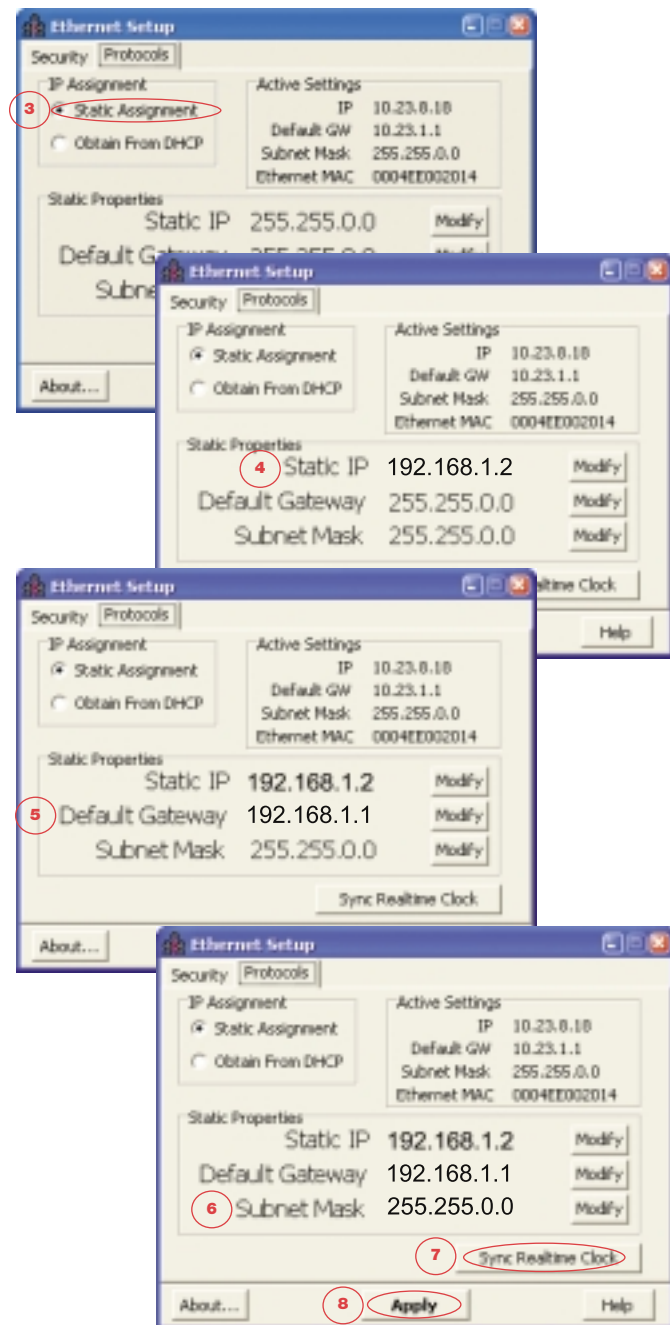 Ethernet Setup
Security Protocols
IP Assignment
3 Static Assignment
Obtain From DHCP
Active Settings
IP 10.23.8.18
Default GW 10.23.1.1
Subnet Mask 255.255.0.0
Ethernet MAC 0004EE002014
Static Properties
Static IP 255.255.0.0 Modify
Default
Subne
About...
Ethernet Setup
Security Protocols
IP Assignment
Static Assignment
Obtain From DHCP
Active Settings
IP 10.23.8.18
Default GW 10.23.1.1
Subnet Mask 255.255.0.0
Ethernet MAC 0004EE002014
Static Properties
4 Static IP 192.168.1.2 Modify
Default Gateway 255.255.0.0 Modify
Subnet Mask 255.255.0.0 Modify
altime Clock
Help
Ethernet Setup
Security Protocols
IP Assignment
Static Assignment
Obtain From DHCP
Active Settings
IP 10.23.8.18
Default GW 10.23.1.1
Subnet Mask 255.255.0.0
Ethernet MAC 0004EE002014
Static Properties
Static IP 192.168.1.2 Modify
5 Default Gateway 192.168.1.1 Modify
Subnet Mask 255.255.0.0 Modify
Sync Realtime Clock
About...
Ethernet Setup
Security Protocols
IP Assignment
Static Assignment
Obtain From DHCP
Active Settings
IP 10.23.8.18
Default GW 10.23.1.1
Subnet Mask 255.255.0.0
Ethernet MAC 0004EE002014
Static Properties
Static IP 192.168.1.2 Modify
Default Gateway 192.168.1.1 Modify
6 Subnet Mask 255.255.0.0 Modify
7 Sync Realtime Clock
About... 8 Apply Help